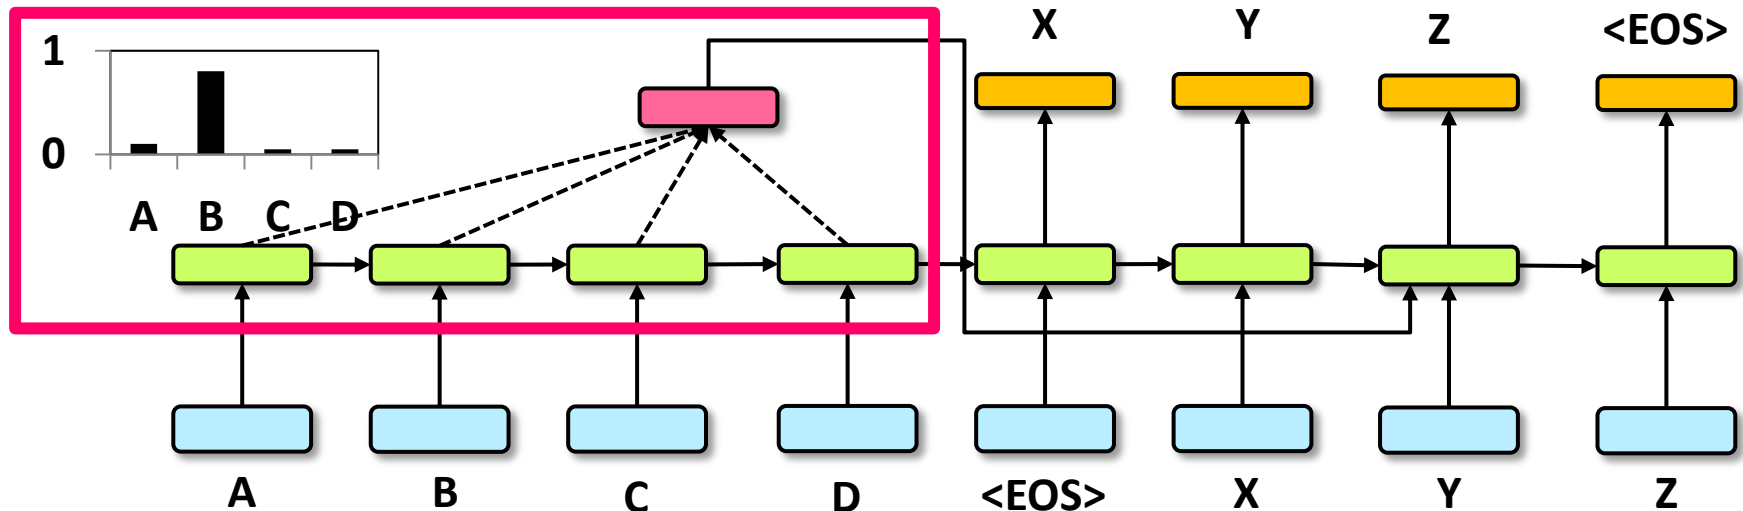 X Y Z <EOS>
1
0
A B C D
A B C D <EOS> X Y Z